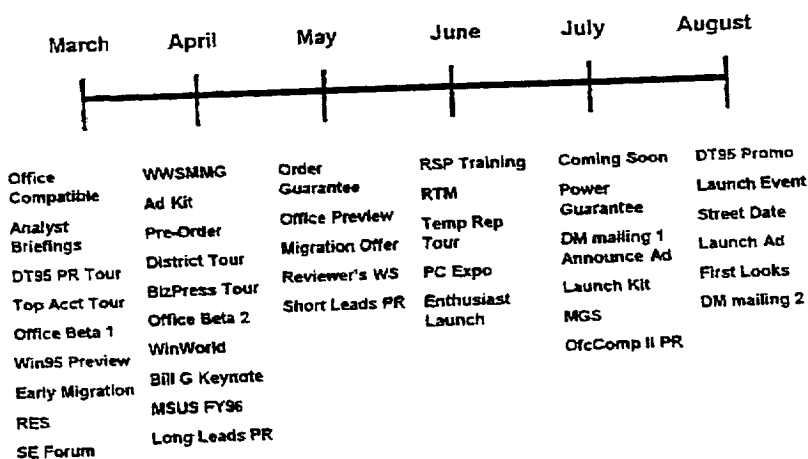 March April May June July August
Office
Compatible
Analyst
Briefings
DT95 PR Tour
Top Acct Tour
Office Beta 1
Win95 Preview
Early Migration
RES
SE Forum
WWSMMG
Ad Kit
Pre-Order
District Tour
BizPress Tour
Office Beta 2
WinWorld
Bill G Keynote
MSUS FY96
Long Leads PR
Order
Guarantee
Office Preview
Migration Offer
Reviewer's WS
Short Leads PR
RSP Training
RTM
Temp Rep
Tour
PC Expo
Enthusiast
Launch
Coming Soon
Power
Guarantee
DM mailing 1
Announce Ad
Launch Kit
MGS
OfcComp II PR
DT95 Promo
Launch Event
Street Date
Launch Ad
First Looks
DM mailing 2